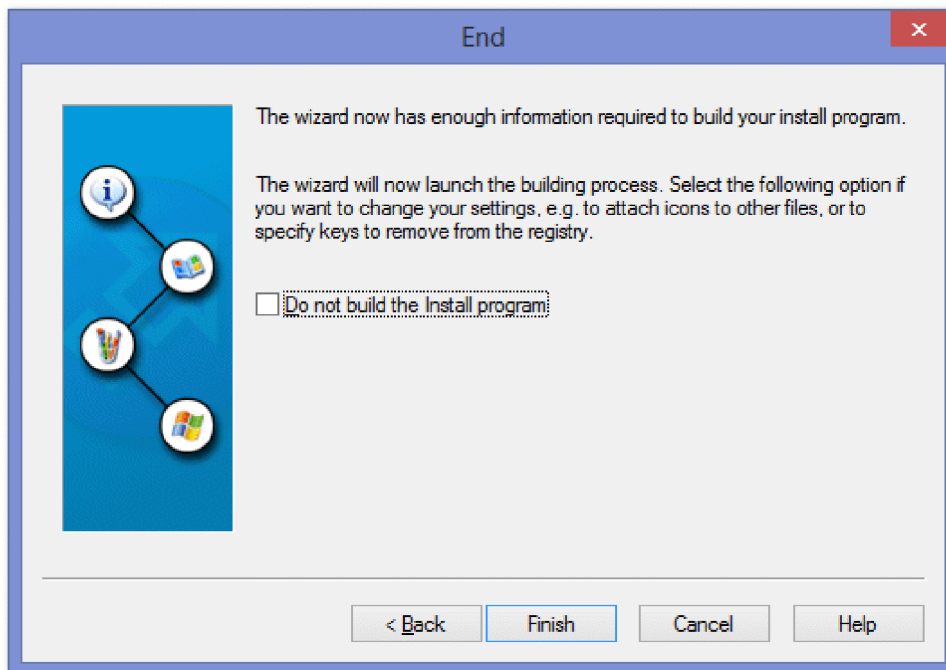 End
The wizard now has enough information required to build your install program.
The wizard will now launch the building process. Select the following option if
you want to change your settings, e.g. to attach icons to other files, or to
specify keys to remove from the registry.
Do not build the Install program
< Back Finish Cancel Help